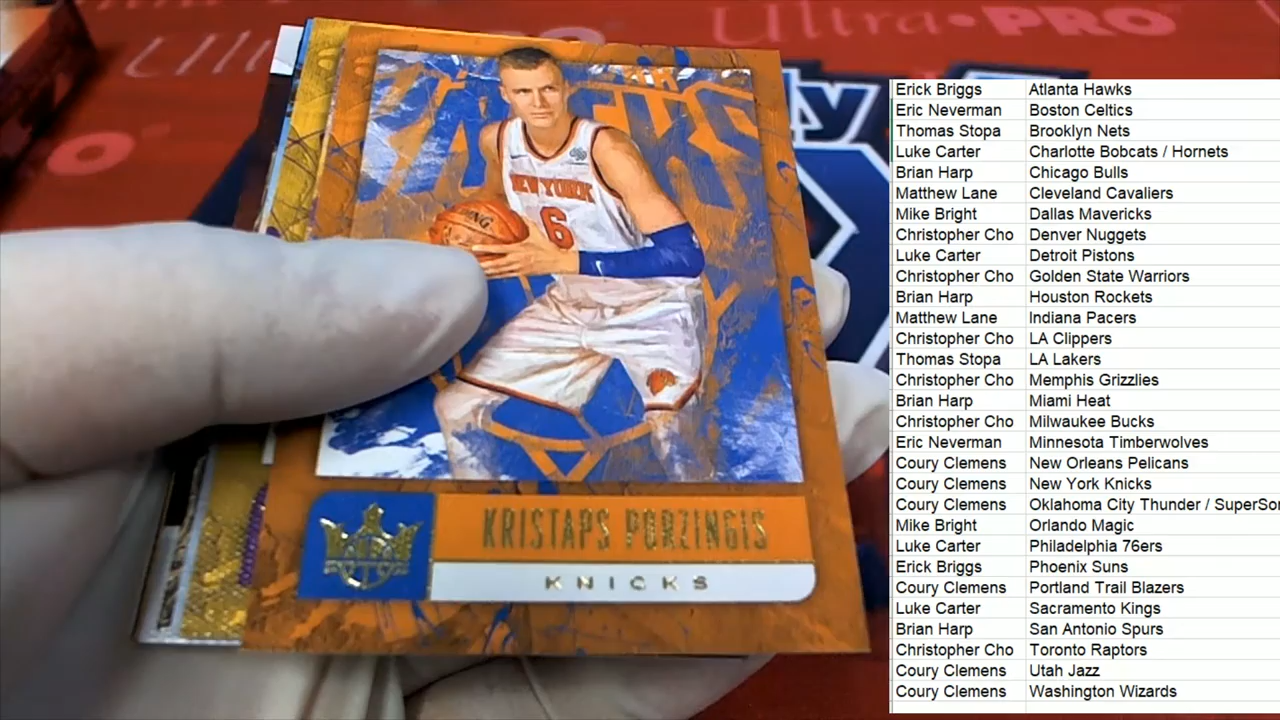 Ultra PRO
NEW YORK
6
KRISTAPS PORZINGIS
KNICKS
Erick Briggs Atlanta Hawks
Eric Neverman Boston Celtics
Thomas Stopa Brooklyn Nets
Luke Carter Charlotte Bobcats / Hornets
Brian Harp Chicago Bulls
Matthew Lane Cleveland Cavaliers
Mike Bright Dallas Mavericks
Christopher Cho Denver Nuggets
Luke Carter Detroit Pistons
Christopher Cho Golden State Warriors
Brian Harp Houston Rockets
Matthew Lane Indiana Pacers
Christopher Cho LA Clippers
Thomas Stopa LA Lakers
Christopher Cho Memphis Grizzlies
Brian Harp Miami Heat
Christopher Cho Milwaukee Bucks
Eric Neverman Minnesota Timberwolves
Coury Clemens New Orleans Pelicans
Coury Clemens New York Knicks
Coury Clemens Oklahoma City Thunder / SuperSo
Mike Bright Orlando Magic
Luke Carter Philadelphia 76ers
Erick Briggs Phoenix Suns
Coury Clemens Portland Trail Blazers
Luke Carter Sacramento Kings
Brian Harp San Antonio Spurs
Christopher Cho Toronto Raptors
Coury Clemens Utah Jazz
Coury Clemens Washington Wizards